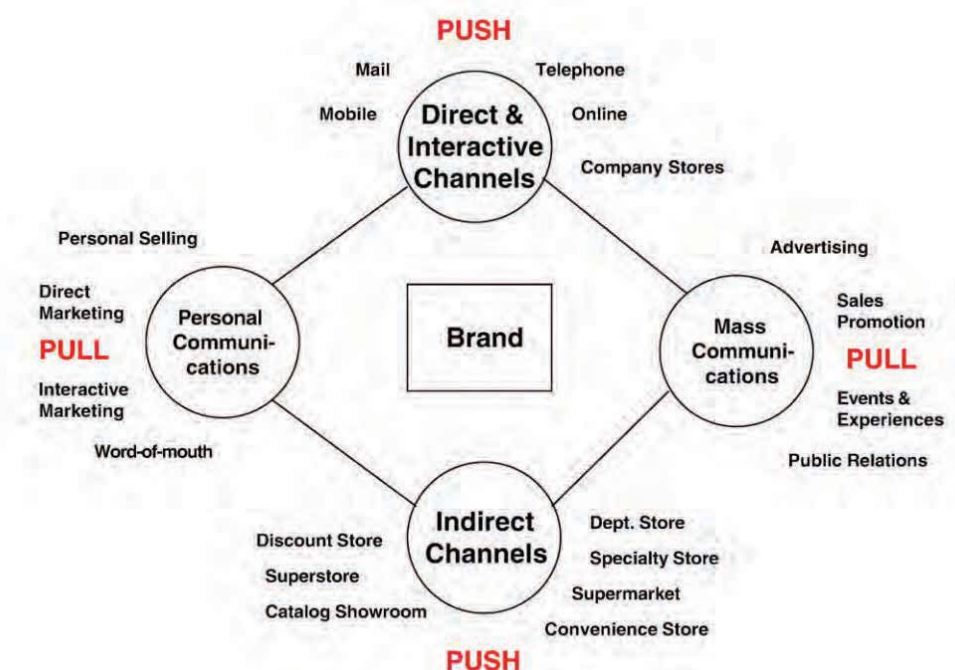 PUSH
Mail
Telephone
Mobile
Direct &
Interactive
Channels
Online
Company Stores
Personal Selling
Advertising
Direct
Marketing
PULL
Interactive
Marketing
Word-of-mouth
Personal
Communi-
cations
Brand
Mass
Communi-
cations
Sales
Promotion
PULL
Events &
Experiences
Public Relations
Indirect
Channels
Discount Store
Superstore
Catalog Showroom
Dept. Store
Specialty Store
Supermarket
Convenience Store
PUSH